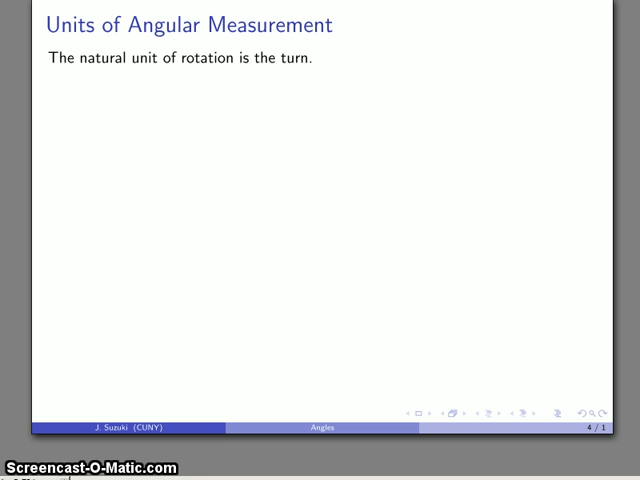 Units of Angular Measurement
The natural unit of rotation is the turn.
J. Suzuki (CUNY)
Angles
4 / 1
Screencast-O-Matic.com